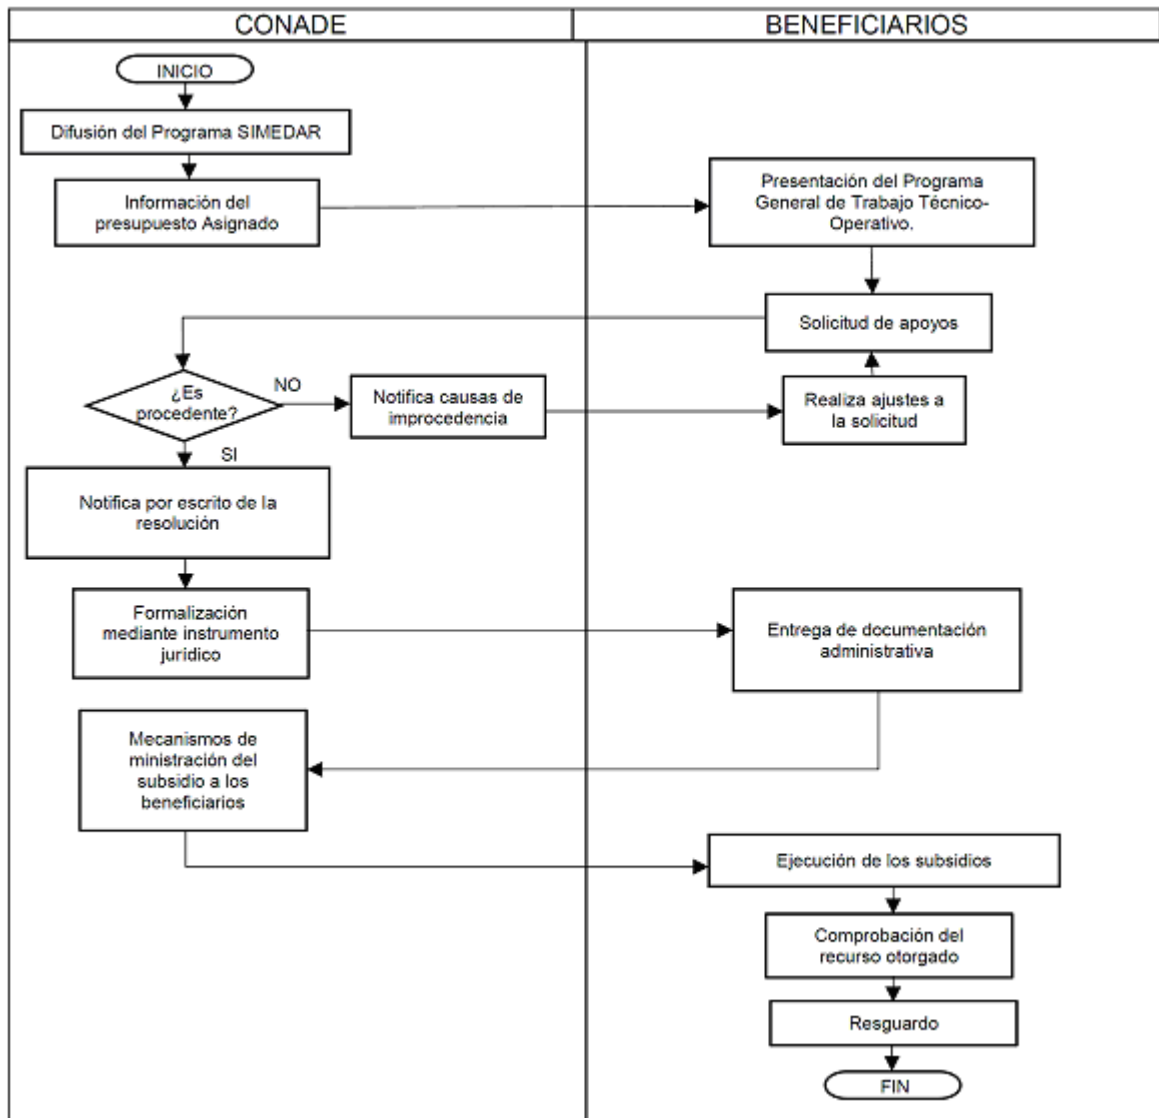 CONADE
BENEFICIARIOS
INICIO
Difusión del Programa SIMEDAR
Información del
presupuesto Asignado
Presentación del Programa
General de Trabajo Técnico-
Operativo.
Solicitud de apoyos
¿Es
procedente?
NO
Notifica causas de
improcedencia
Realiza ajustes a
la solicitud
SI
Notifica por escrito de la
resolución
Formalización
mediante instrumento
jurídico
Entrega de documentación
administrativa
Mecanismos de
ministración del
subsidio a los
beneficiarios
Ejecución de los subsidios
Comprobación del
recurso otorgado
Resguardo
FIN